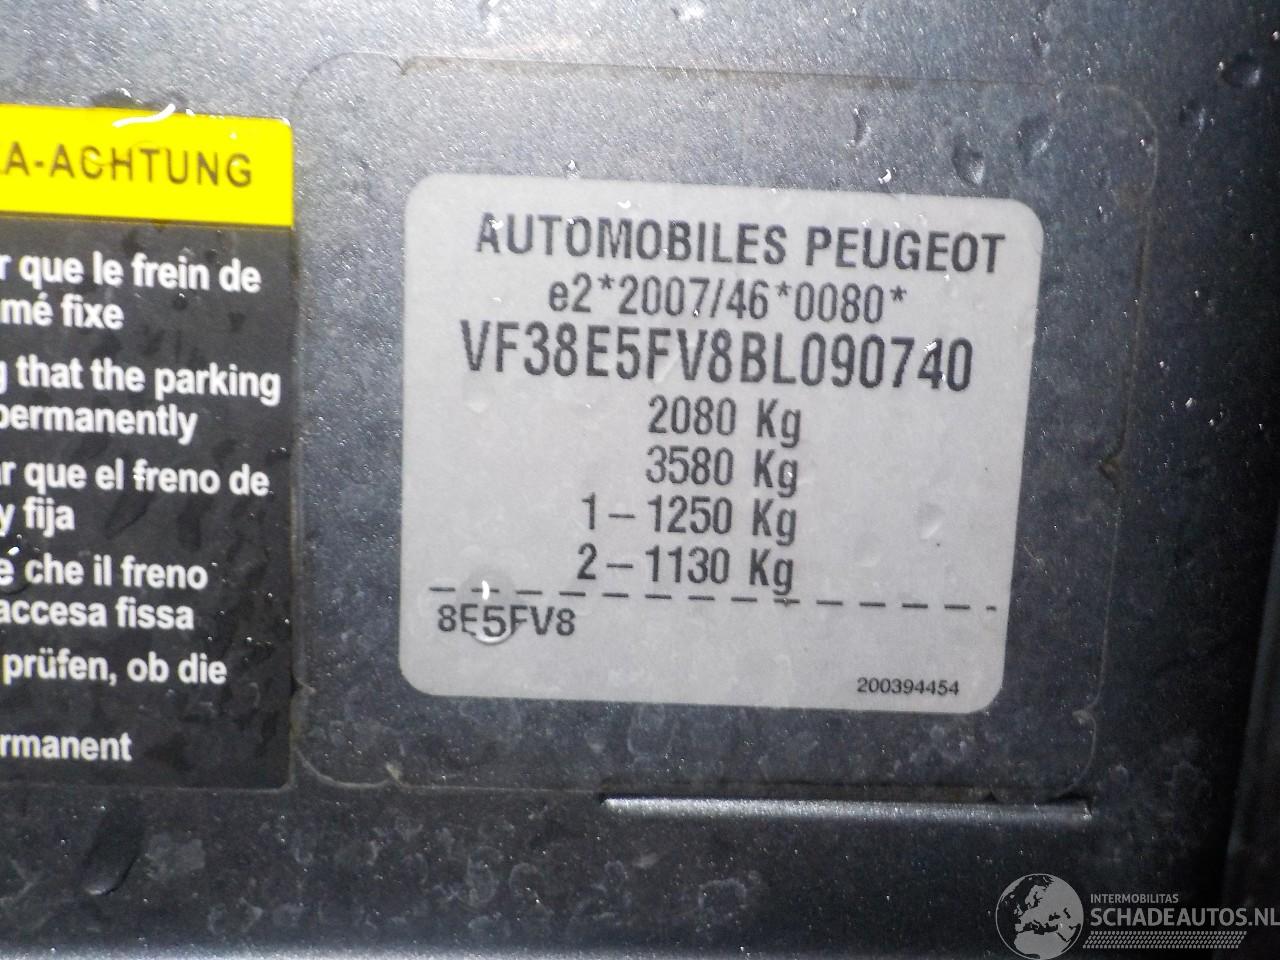 A-ACHTUNG
r que le frein de
mé fixe
that the parking
permanently
r que el freno de
y fija
che il freno
accesa fissa
prüfen, ob die
rmanent
AUTOMOBILES PEUGEOT
e2*2007/46*0080*
VF38E5FV8BL090740
2080 Kg
3580 Kg
1-1250 Kg
2-1130 Kg
8E5FV8
200394454
INTERMOBILITAS
SCHADEAUTOS.NL